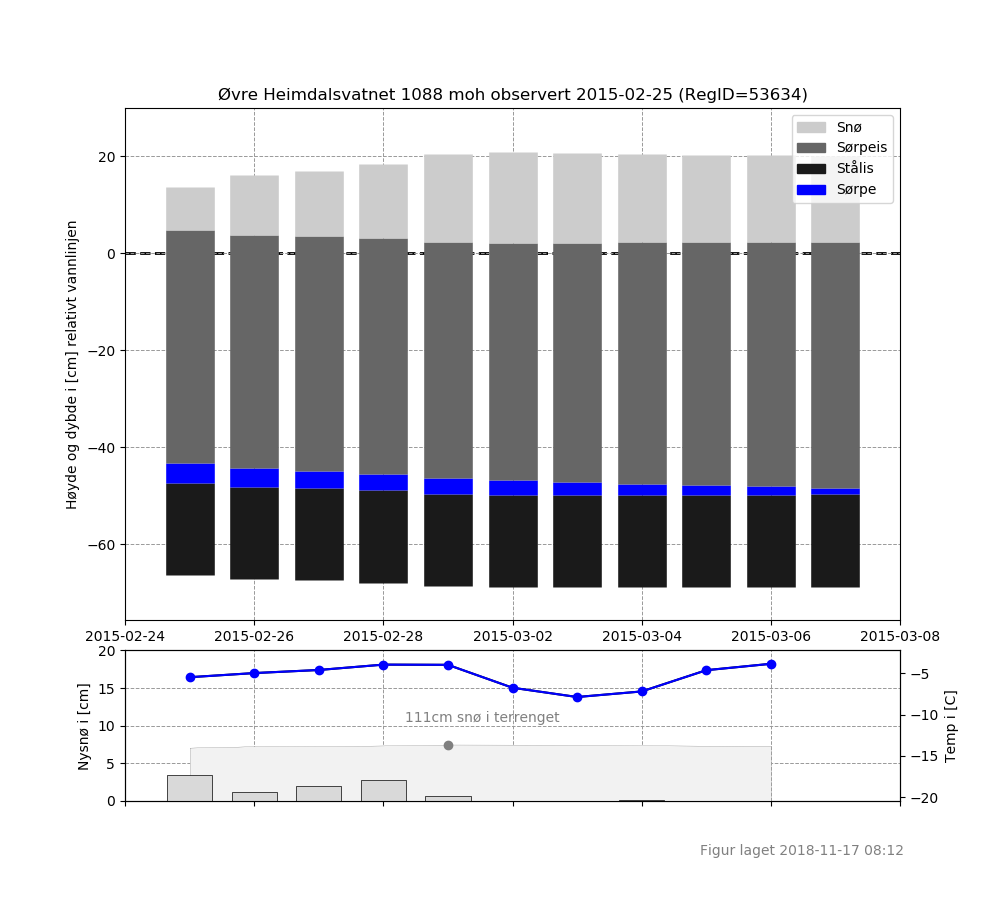 Øvre Heimdalsvatnet 1088 moh observert 2015-02-25 (RegID=53634)
Snø
Sørpeis
Stålis
Sørpe
Høyde og dybde i [cm] relativt vannlinjen
20
0
−20
−40
−60
2015-02-24 2015-02-26 2015-02-28 2015-03-02 2015-03-04 2015-03-06 2015-03-08
Nysnø i [cm]
20
15
10
5
0
111cm snø i terrenget
−5
−10
−15
−20
Temp i [C]
Figur laget 2018-11-17 08:12